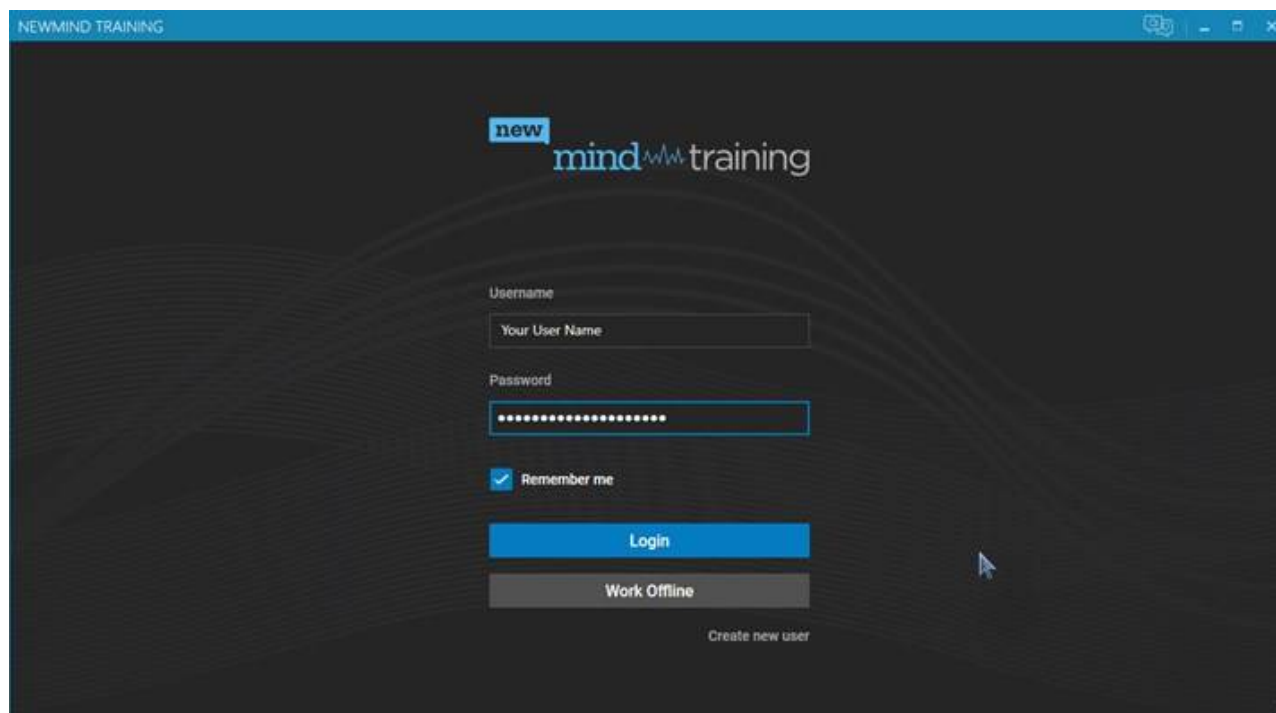 NEWMIND TRAINING
new
mind training
Username
Your User Name
Password
••••••••••••••••••••
Remember me
Login
Work Offline
Create new user